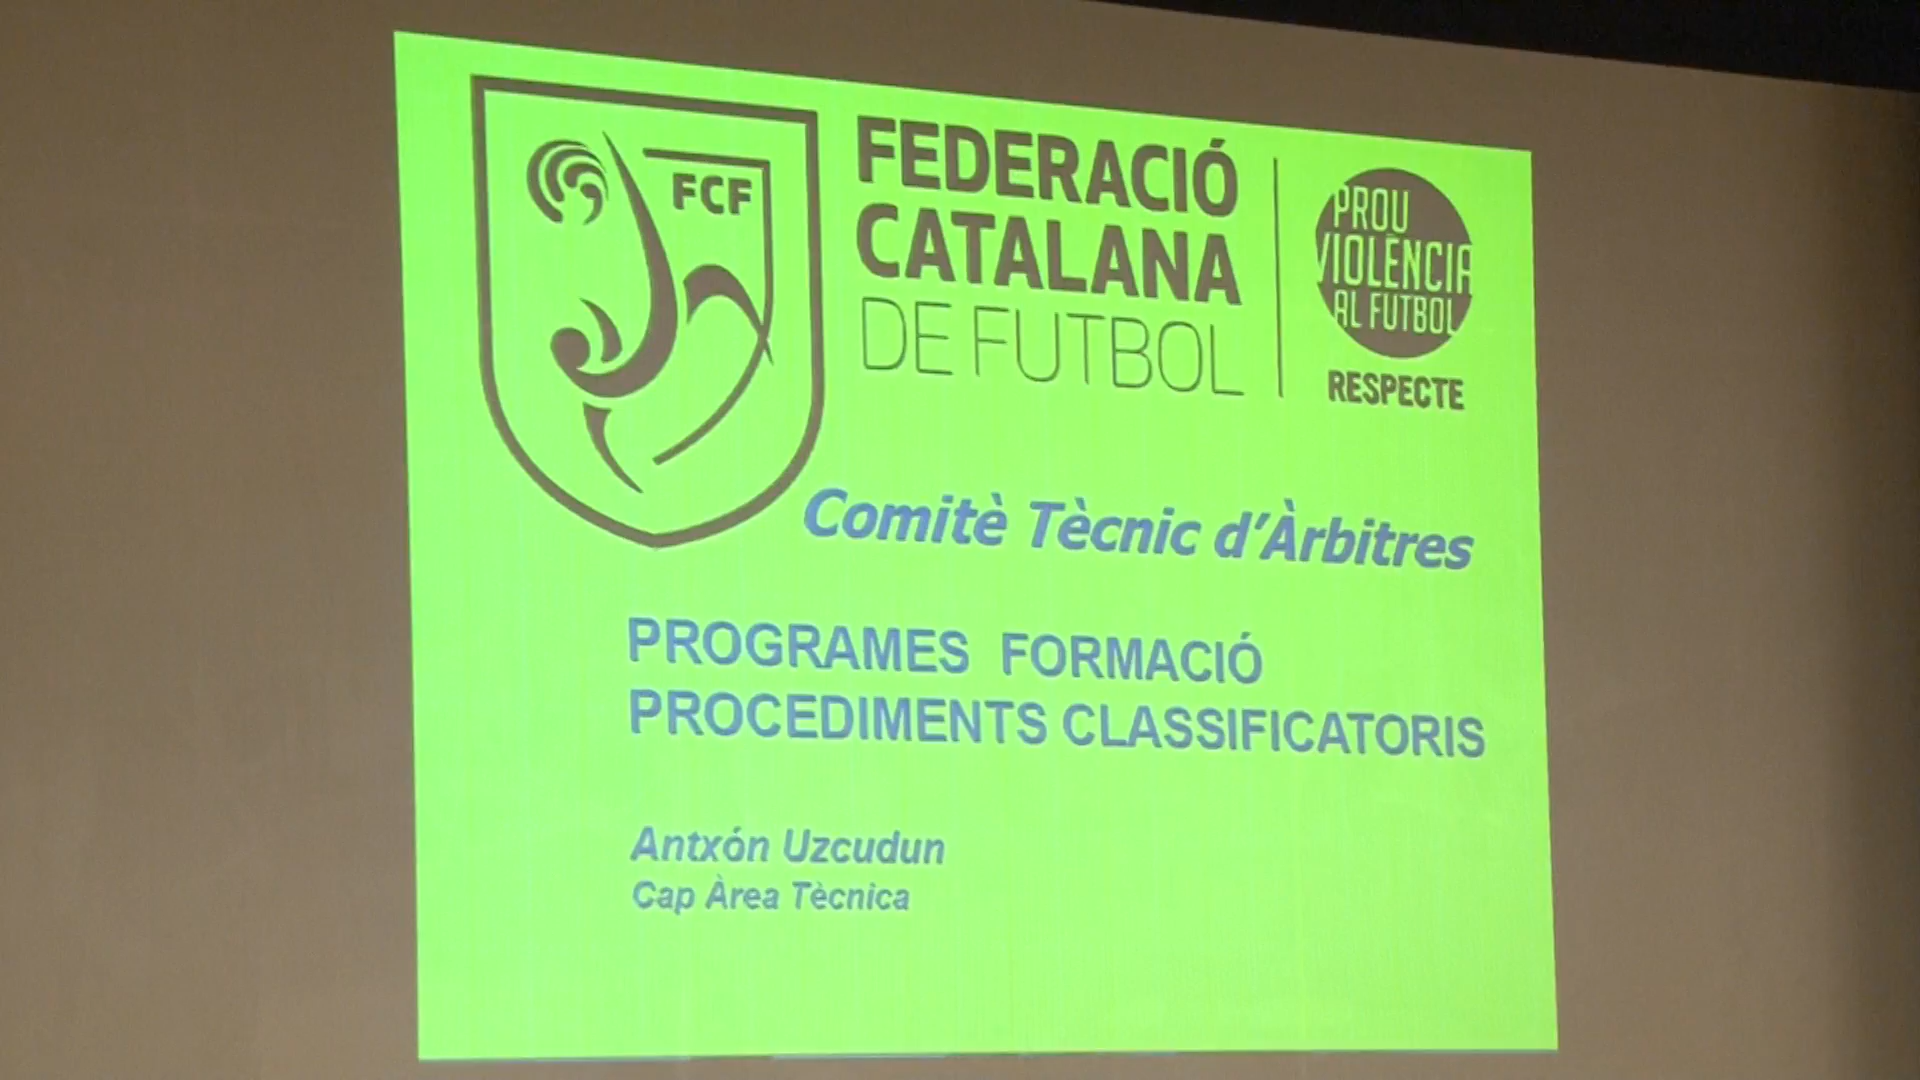 FCF
FEDERACIÓ
CATALANA
DE FUTBOL
PROU
VIOLÈNCIA
AL FUTBOL
RESPECTE
Comitè Tècnic d'Àrbitres
PROGRAMES FORMACIÓ
PROCEDIMENTS CLASSIFICATORIS
Antxón Uzcudun
Cap Àrea Tècnica